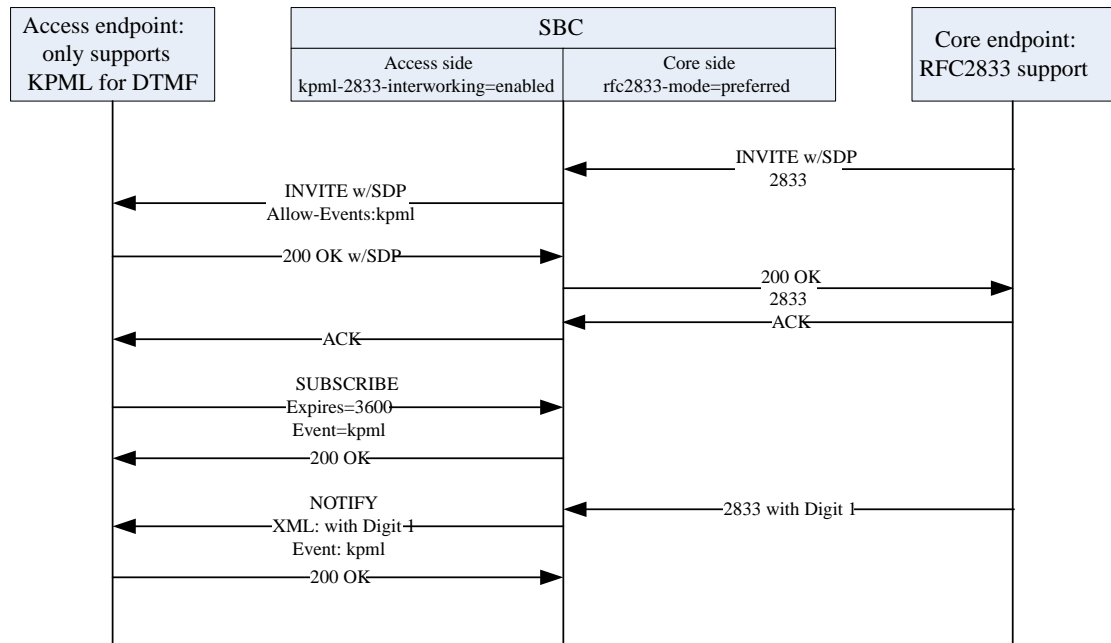 Access endpoint:
only supports
KPML for DTMF
SBC
Access side
kpml-2833-interworking=enabled
Core side
rfc2833-mode=preferred
Core endpoint:
RFC2833 support
INVITE w/SDP
2833
INVITE w/SDP
Allow-Events:kpml
200 OK w/SDP
200 OK
2833
ACK
ACK
SUBSCRIBE
Expires=3600
Event=kpml
200 OK
2833 with Digit 1
NOTIFY
XML: with Digit 1
Event: kpml
200 OK